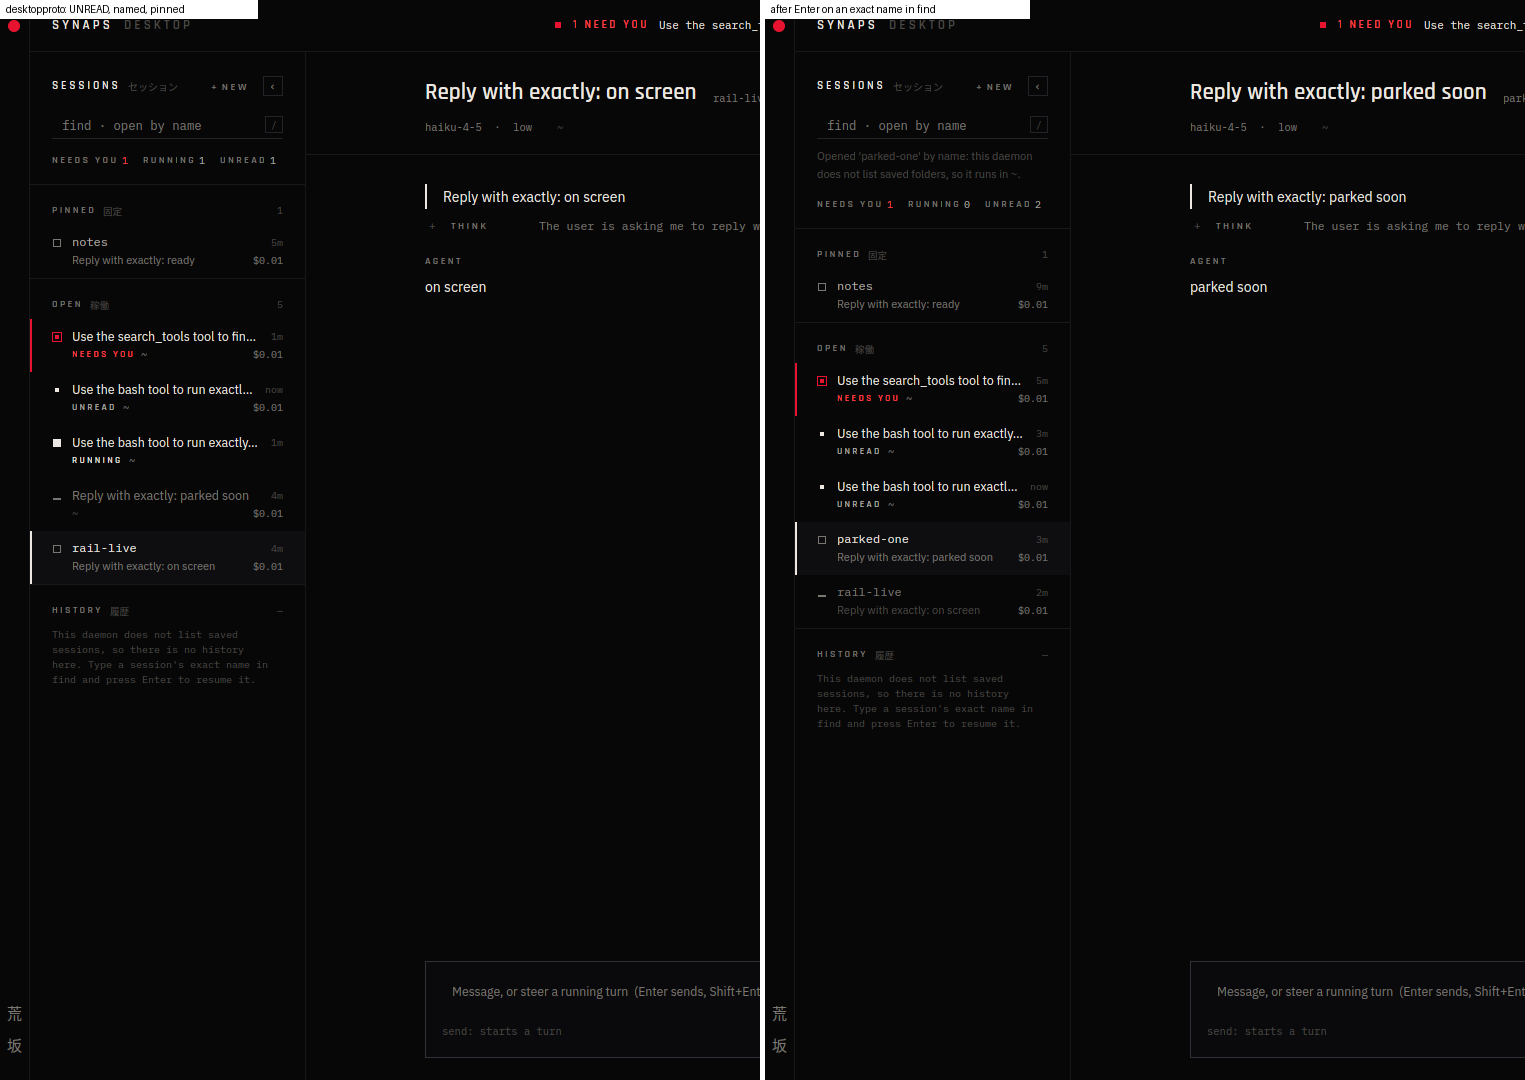 desktopproto: UNREAD, named, pinned
SYNAPS DESKTOP
1 NEED YOU Use the search_
SESSIONS セッション + NEW ‹
find · open by name /
NEEDS YOU 1 RUNNING 1 UNREAD 1
PINNED 固定 1
notes 5m
Reply with exactly: ready $0.01
OPEN 稼働 5
Use the search_tools tool to fin... 1m
NEEDS YOU ~ $0.01
Use the bash tool to run exactl... now
UNREAD ~ $0.01
Use the bash tool to run exactly... 1m
RUNNING ~
Reply with exactly: parked soon 4m
~ $0.01
rail-live 4m
Reply with exactly: on screen $0.01
HISTORY 履歴 —
This daemon does not list saved
sessions, so there is no history
here. Type a session's exact name in
find and press Enter to resume it.
荒
坂
Reply with exactly: on screen rail-liv
haiku-4-5 · low ~
Reply with exactly: on screen
+ THINK The user is asking me to reply w
AGENT
on screen
Message, or steer a running turn (Enter sends, Shift+Ent
send: starts a turn
after Enter on an exact name in find
SYNAPS DESKTOP
1 NEED YOU Use the search_
SESSIONS セッション + NEW ‹
find · open by name /
Opened 'parked-one' by name: this daemon
does not list saved folders, so it runs in ~.
NEEDS YOU 1 RUNNING 0 UNREAD 2
PINNED 固定 1
notes 9m
Reply with exactly: ready $0.01
OPEN 稼働 5
Use the search_tools tool to fin... 5m
NEEDS YOU ~ $0.01
Use the bash tool to run exactly... 3m
UNREAD ~ $0.01
Use the bash tool to run exactl... now
UNREAD ~ $0.01
parked-one 3m
Reply with exactly: parked soon $0.01
rail-live 2m
Reply with exactly: on screen $0.01
HISTORY 履歴 —
This daemon does not list saved
sessions, so there is no history
here. Type a session's exact name in
find and press Enter to resume it.
荒
坂
Reply with exactly: parked soon park
haiku-4-5 · low ~
Reply with exactly: parked soon
+ THINK The user is asking me to reply w
AGENT
parked soon
Message, or steer a running turn (Enter sends, Shift+Ent
send: starts a turn